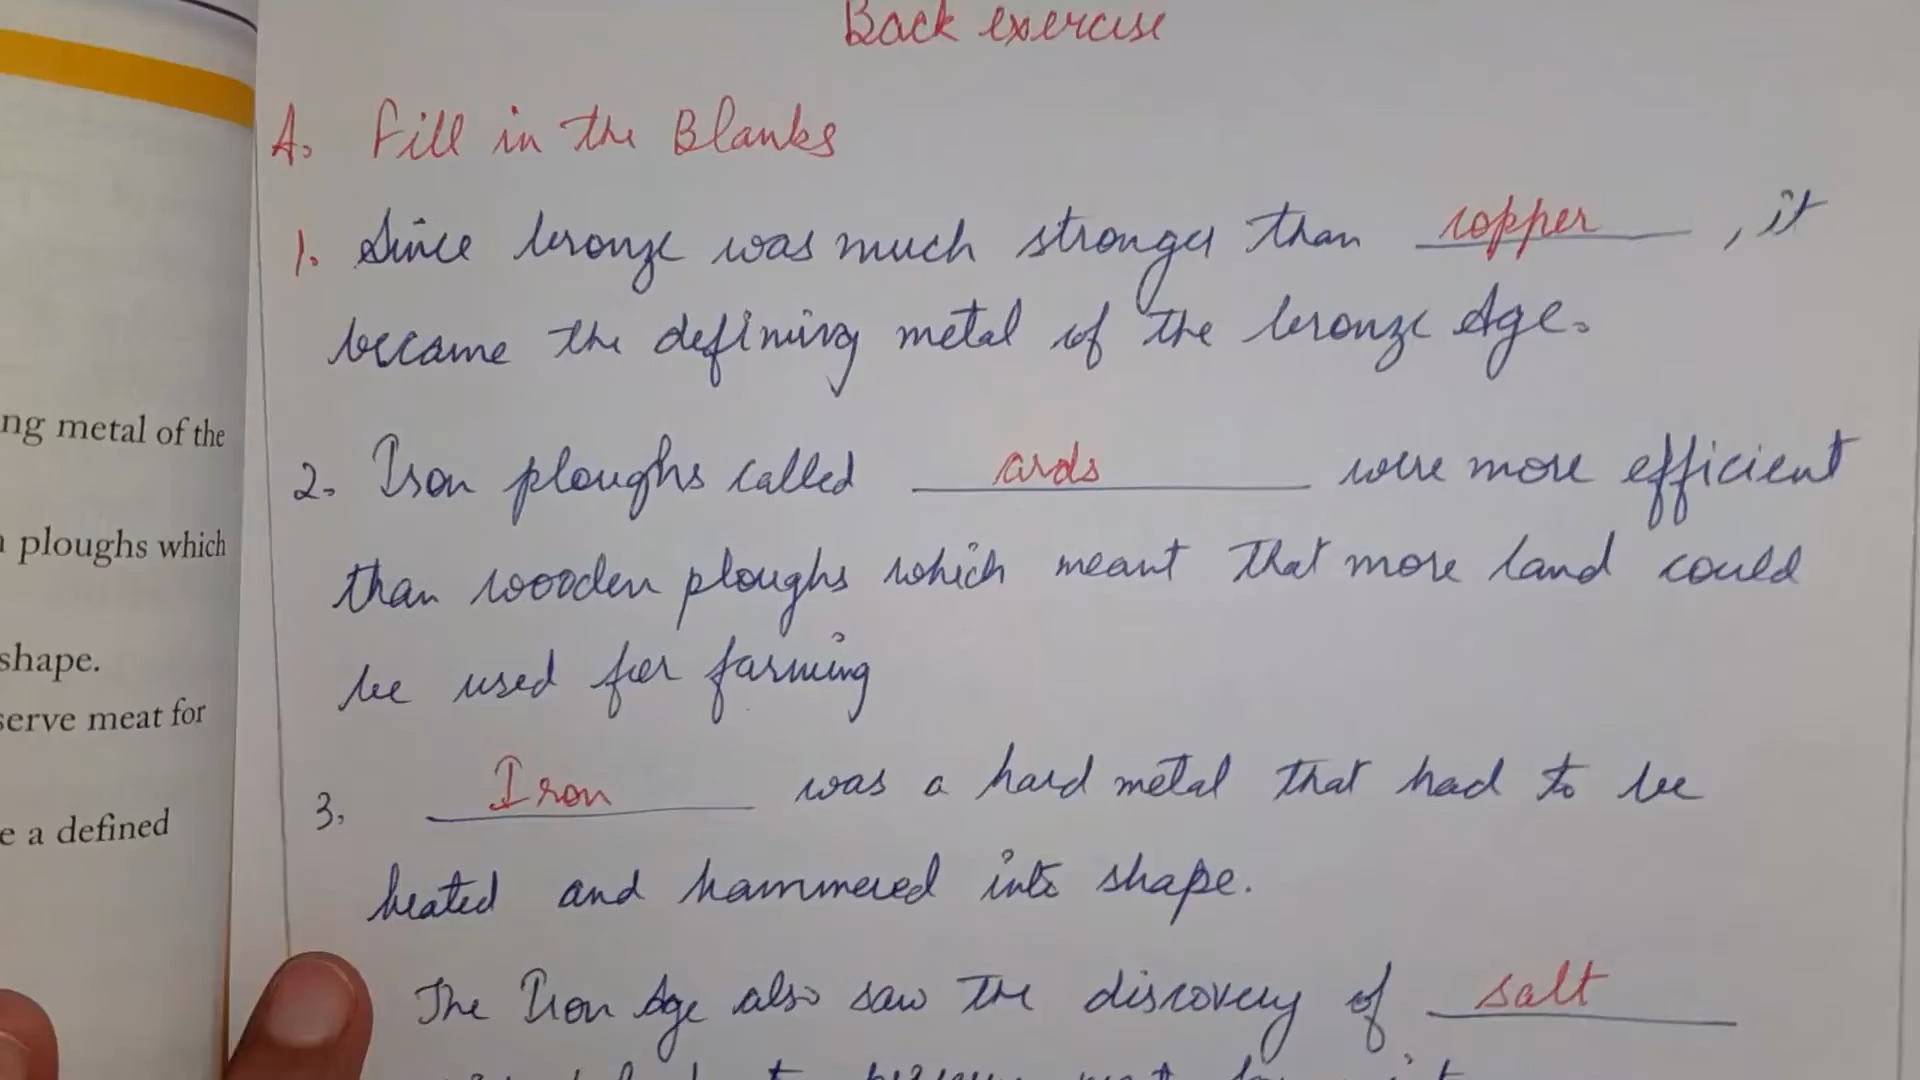 Back exercise
A. Fill in the Blanks
1. Since bronze was much stronger than copper, it
became the defining metal of the bronze Age.
2. Iron ploughs called ards were more efficient
than wooden ploughs which meant that more land could
be used for farming
3. Iron was a hard metal that had to be
heated and hammered into shape.
The Iron Age also saw the discovery of salt
ng metal of the
ploughs which
shape.
serve meat for
e a defined